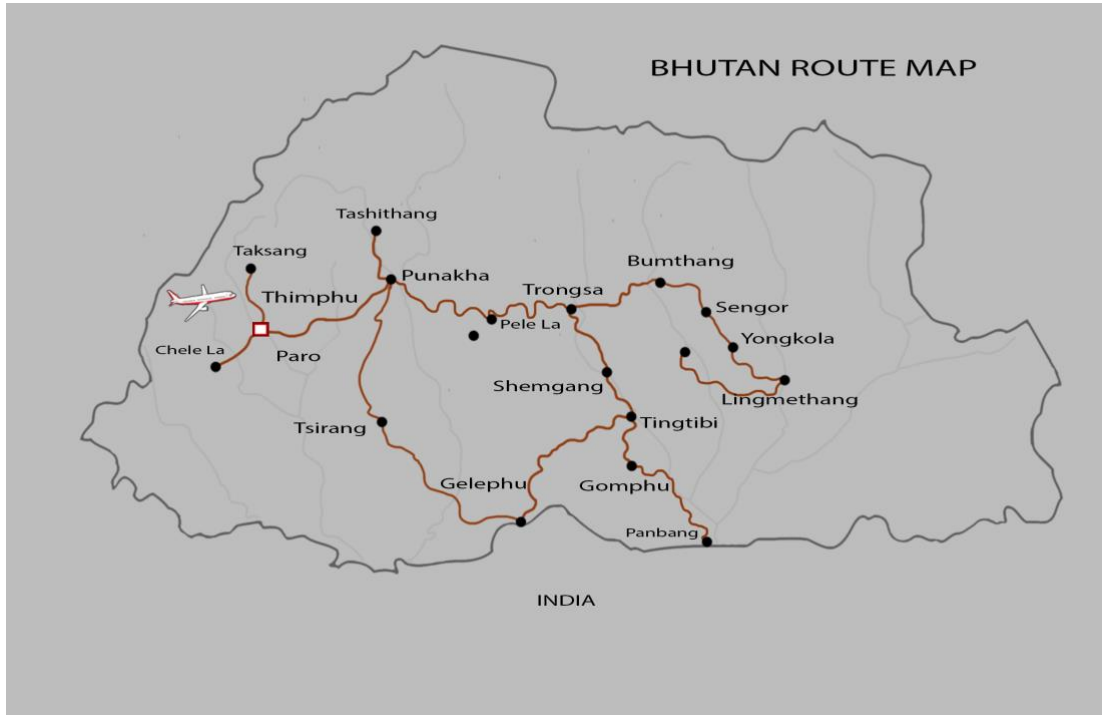 BHUTAN ROUTE MAP
Tashithang
Taksang
Bumthang
Punakha
Thimphu
Trongsa
Sengor
Pele La
Yongkola
Chele La
Paro
Shemgang
Lingmethang
Tingtibi
Tsirang
Gelephu
Gomphu
Panbang
INDIA